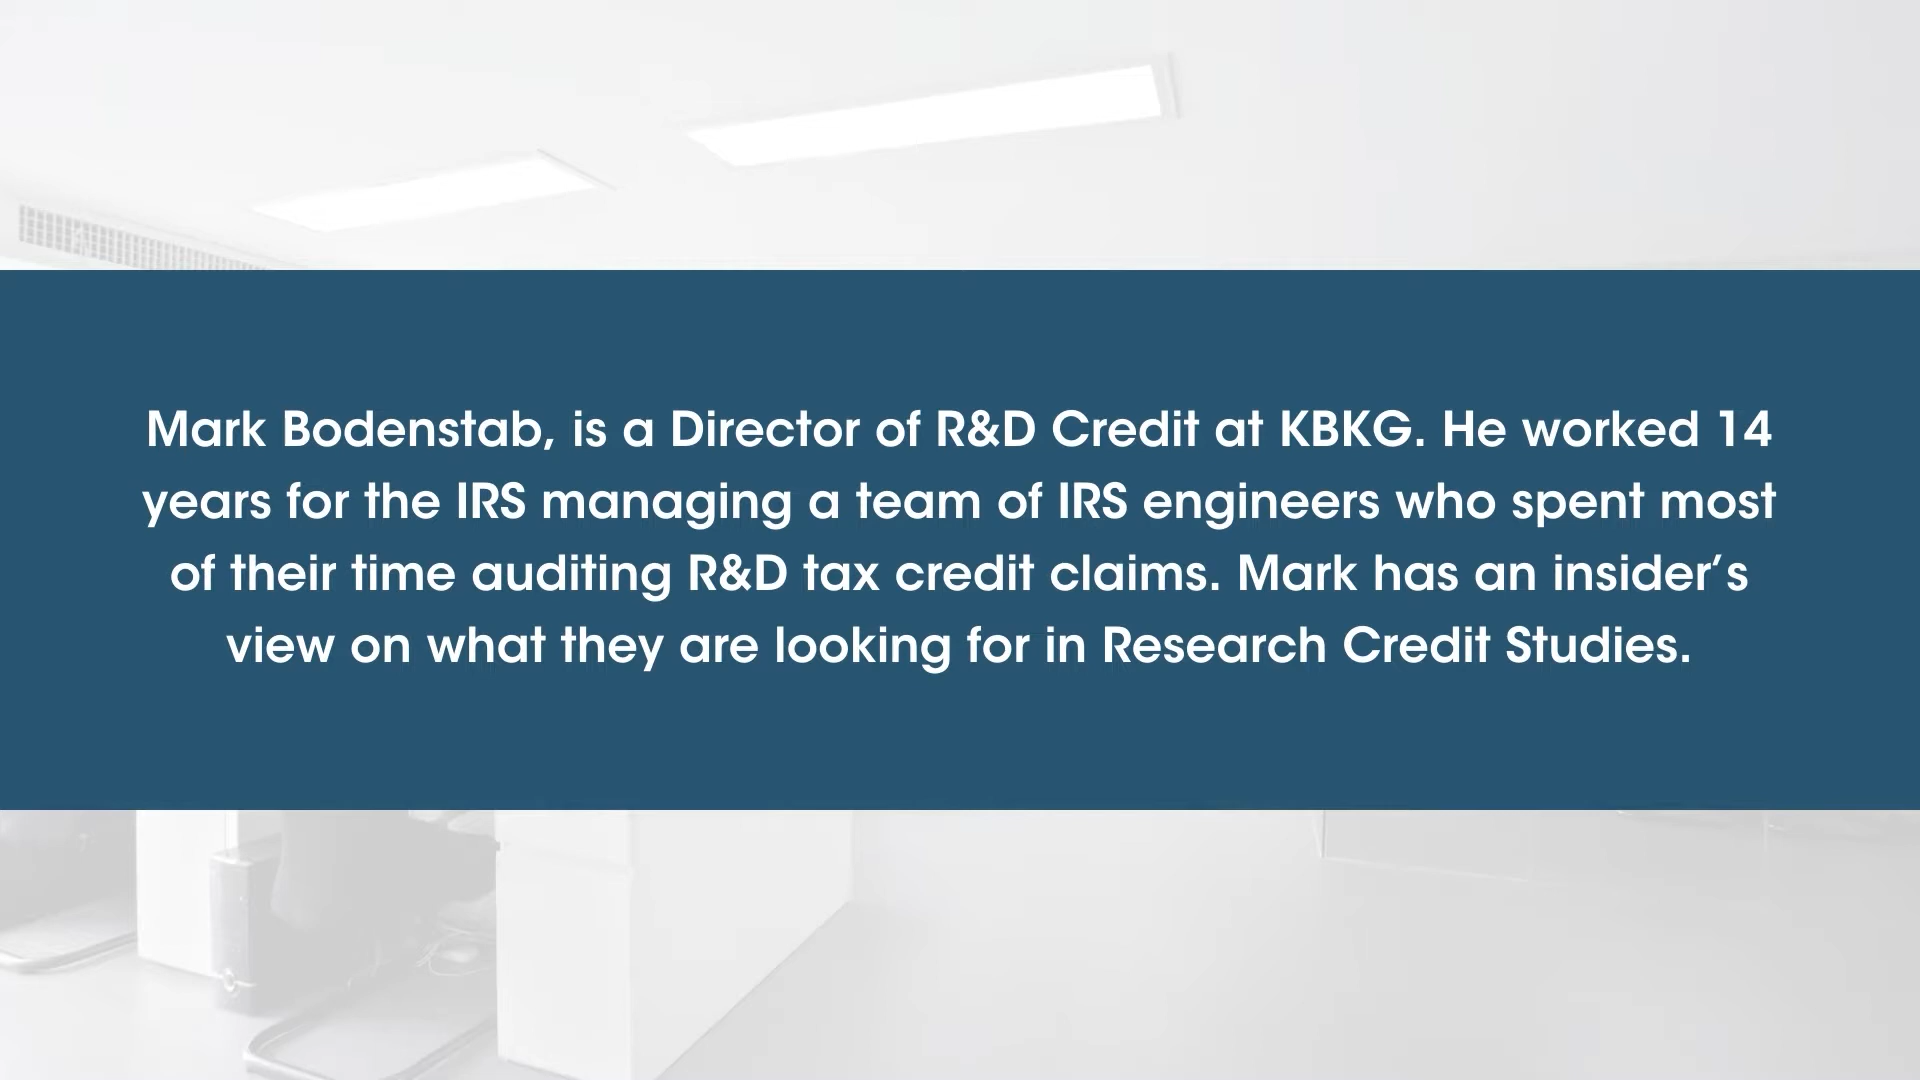 Mark Bodenstab, is a Director of R&D Credit at KBKG. He worked 14
years for the IRS managing a team of IRS engineers who spent most
of their time auditing R&D tax credit claims. Mark has an insider’s
view on what they are looking for in Research Credit Studies.